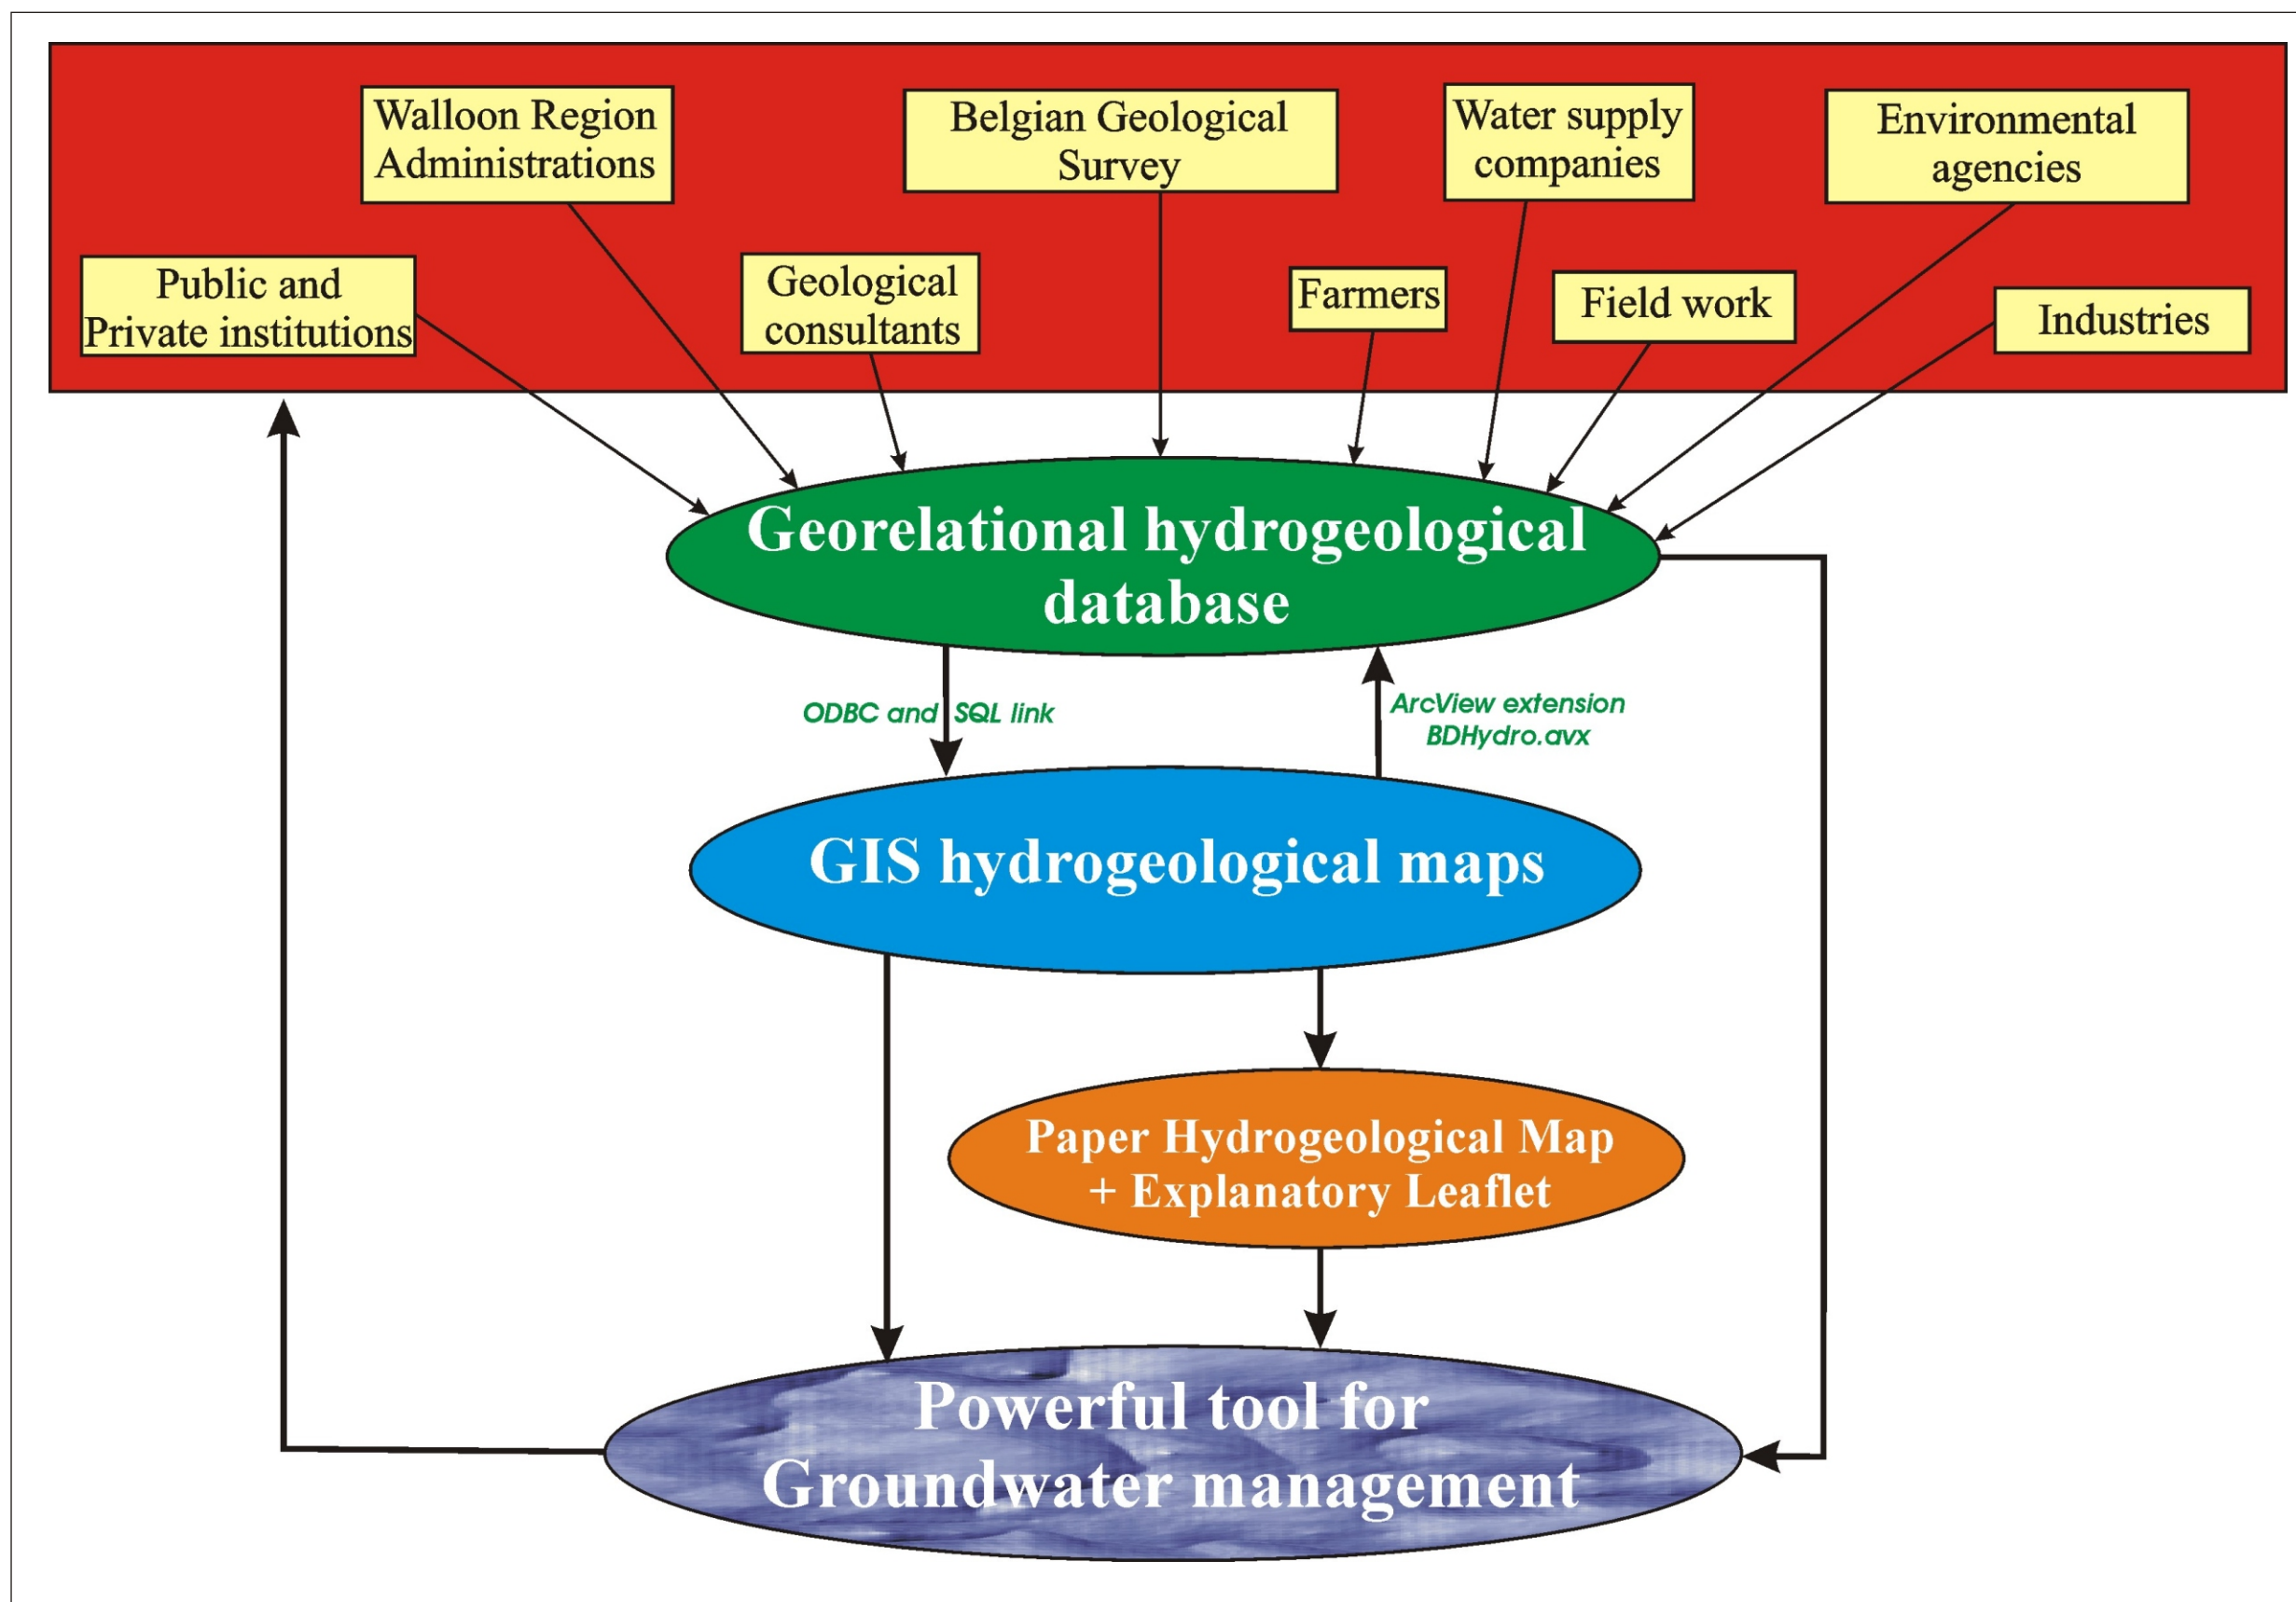 Walloon Region
Administrations
Belgian Geological
Survey
Water supply
companies
Environmental
agencies
Public and
Private institutions
Geological
consultants
Farmers
Field work
Industries
Georelational hydrogeological
database
ODBC and SQL link
ArcView extension
BDHydro.avx
GIS hydrogeological maps
Paper Hydrogeological Map
+ Explanatory Leaflet
Powerful tool for
Groundwater management